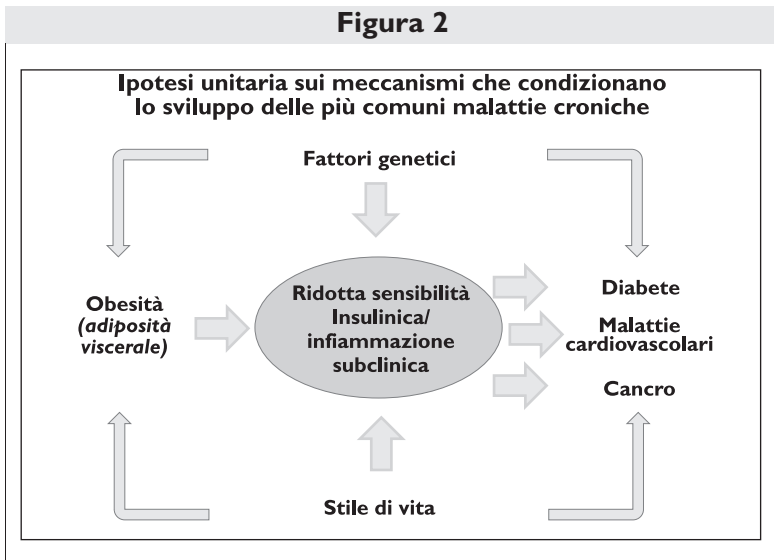 Figura 2
Ipotesi unitaria sui meccanismi che condizionano
lo sviluppo delle più comuni malattie croniche
Fattori genetici
Obesità
(adiposità
viscerale)
Ridotta sensibilità
Insulinica/
infiammazione
subclinica
Diabete
Malattie
cardiovascolari
Cancro
Stile di vita